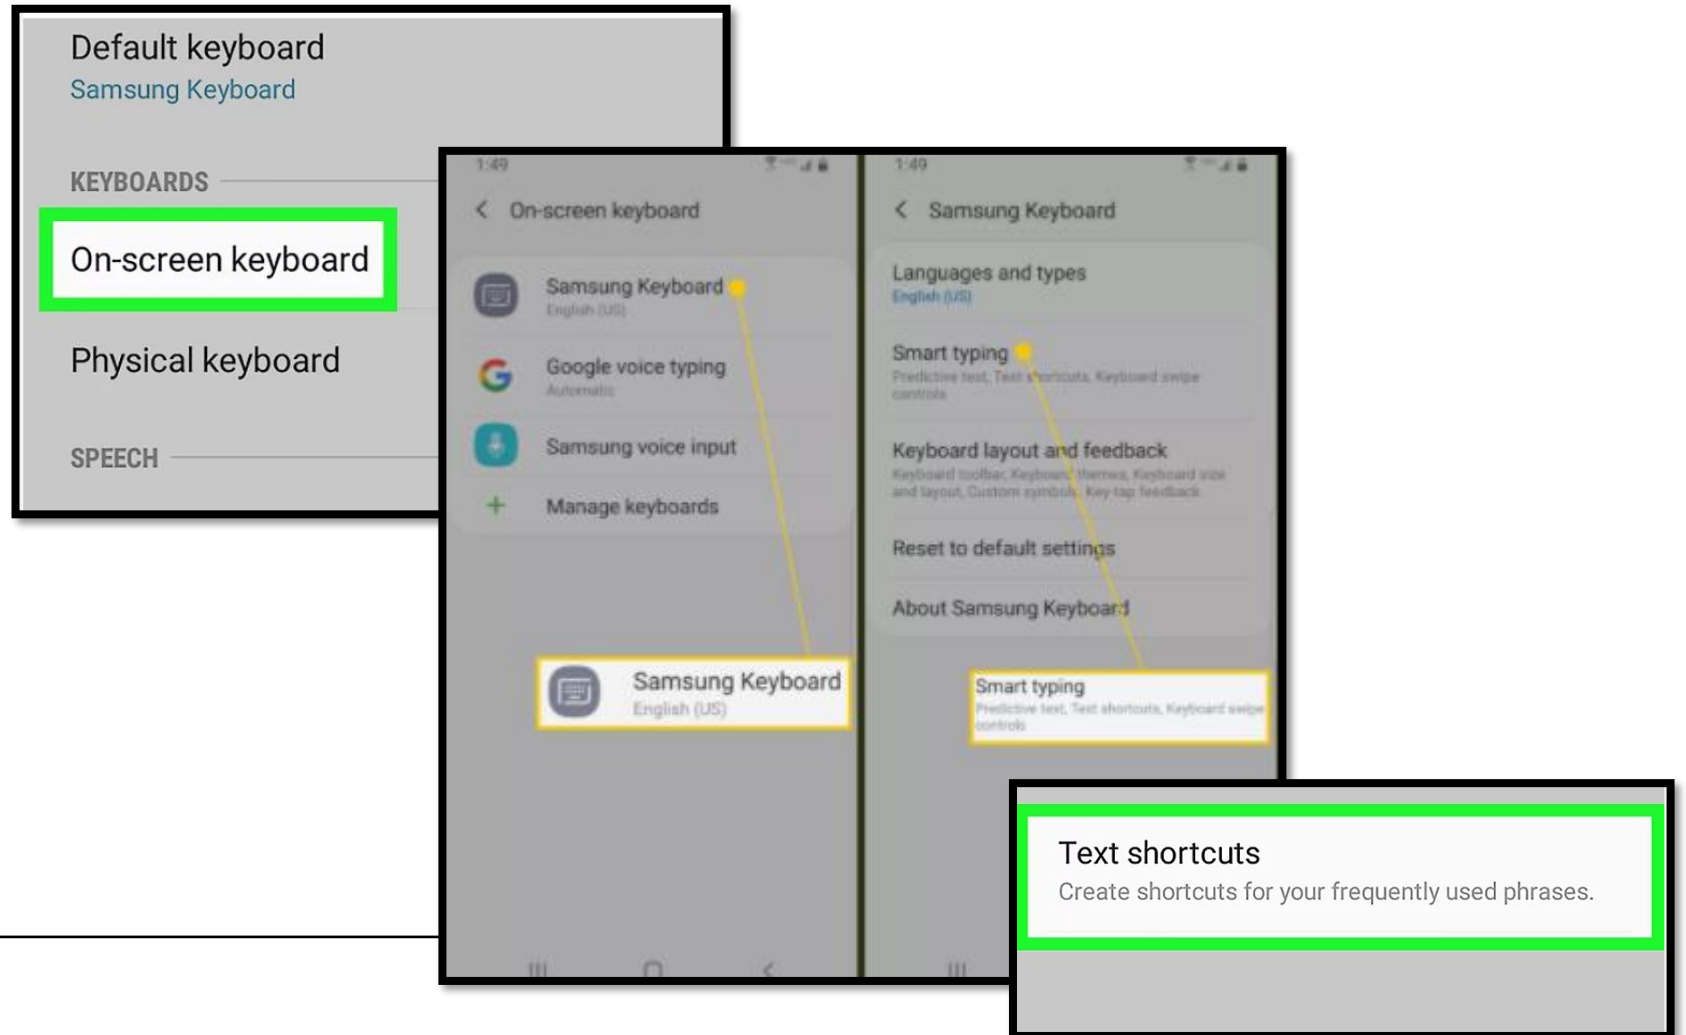 Default keyboard
Samsung Keyboard
KEYBOARDS
On-screen keyboard
Physical keyboard
SPEECH
1:49
On-screen keyboard
Samsung Keyboard
English (US)
Google voice typing
Automatic
Samsung voice input
Manage keyboards
Samsung Keyboard
English (US)
1:49
Samsung Keyboard
Languages and types
English (US)
Smart typing
Predictive text, Text shortcuts, Keyboard swipe
controls
Keyboard layout and feedback
Keyboard toolbar, Keyboard themes, Keyboard size
and layout, Custom symbols, Key-tap feedback
Reset to default settings
About Samsung Keyboard
Smart typing
Predictive text, Text shortcuts, Keyboard swipe
controls
Text shortcuts
Create shortcuts for your frequently used phrases.